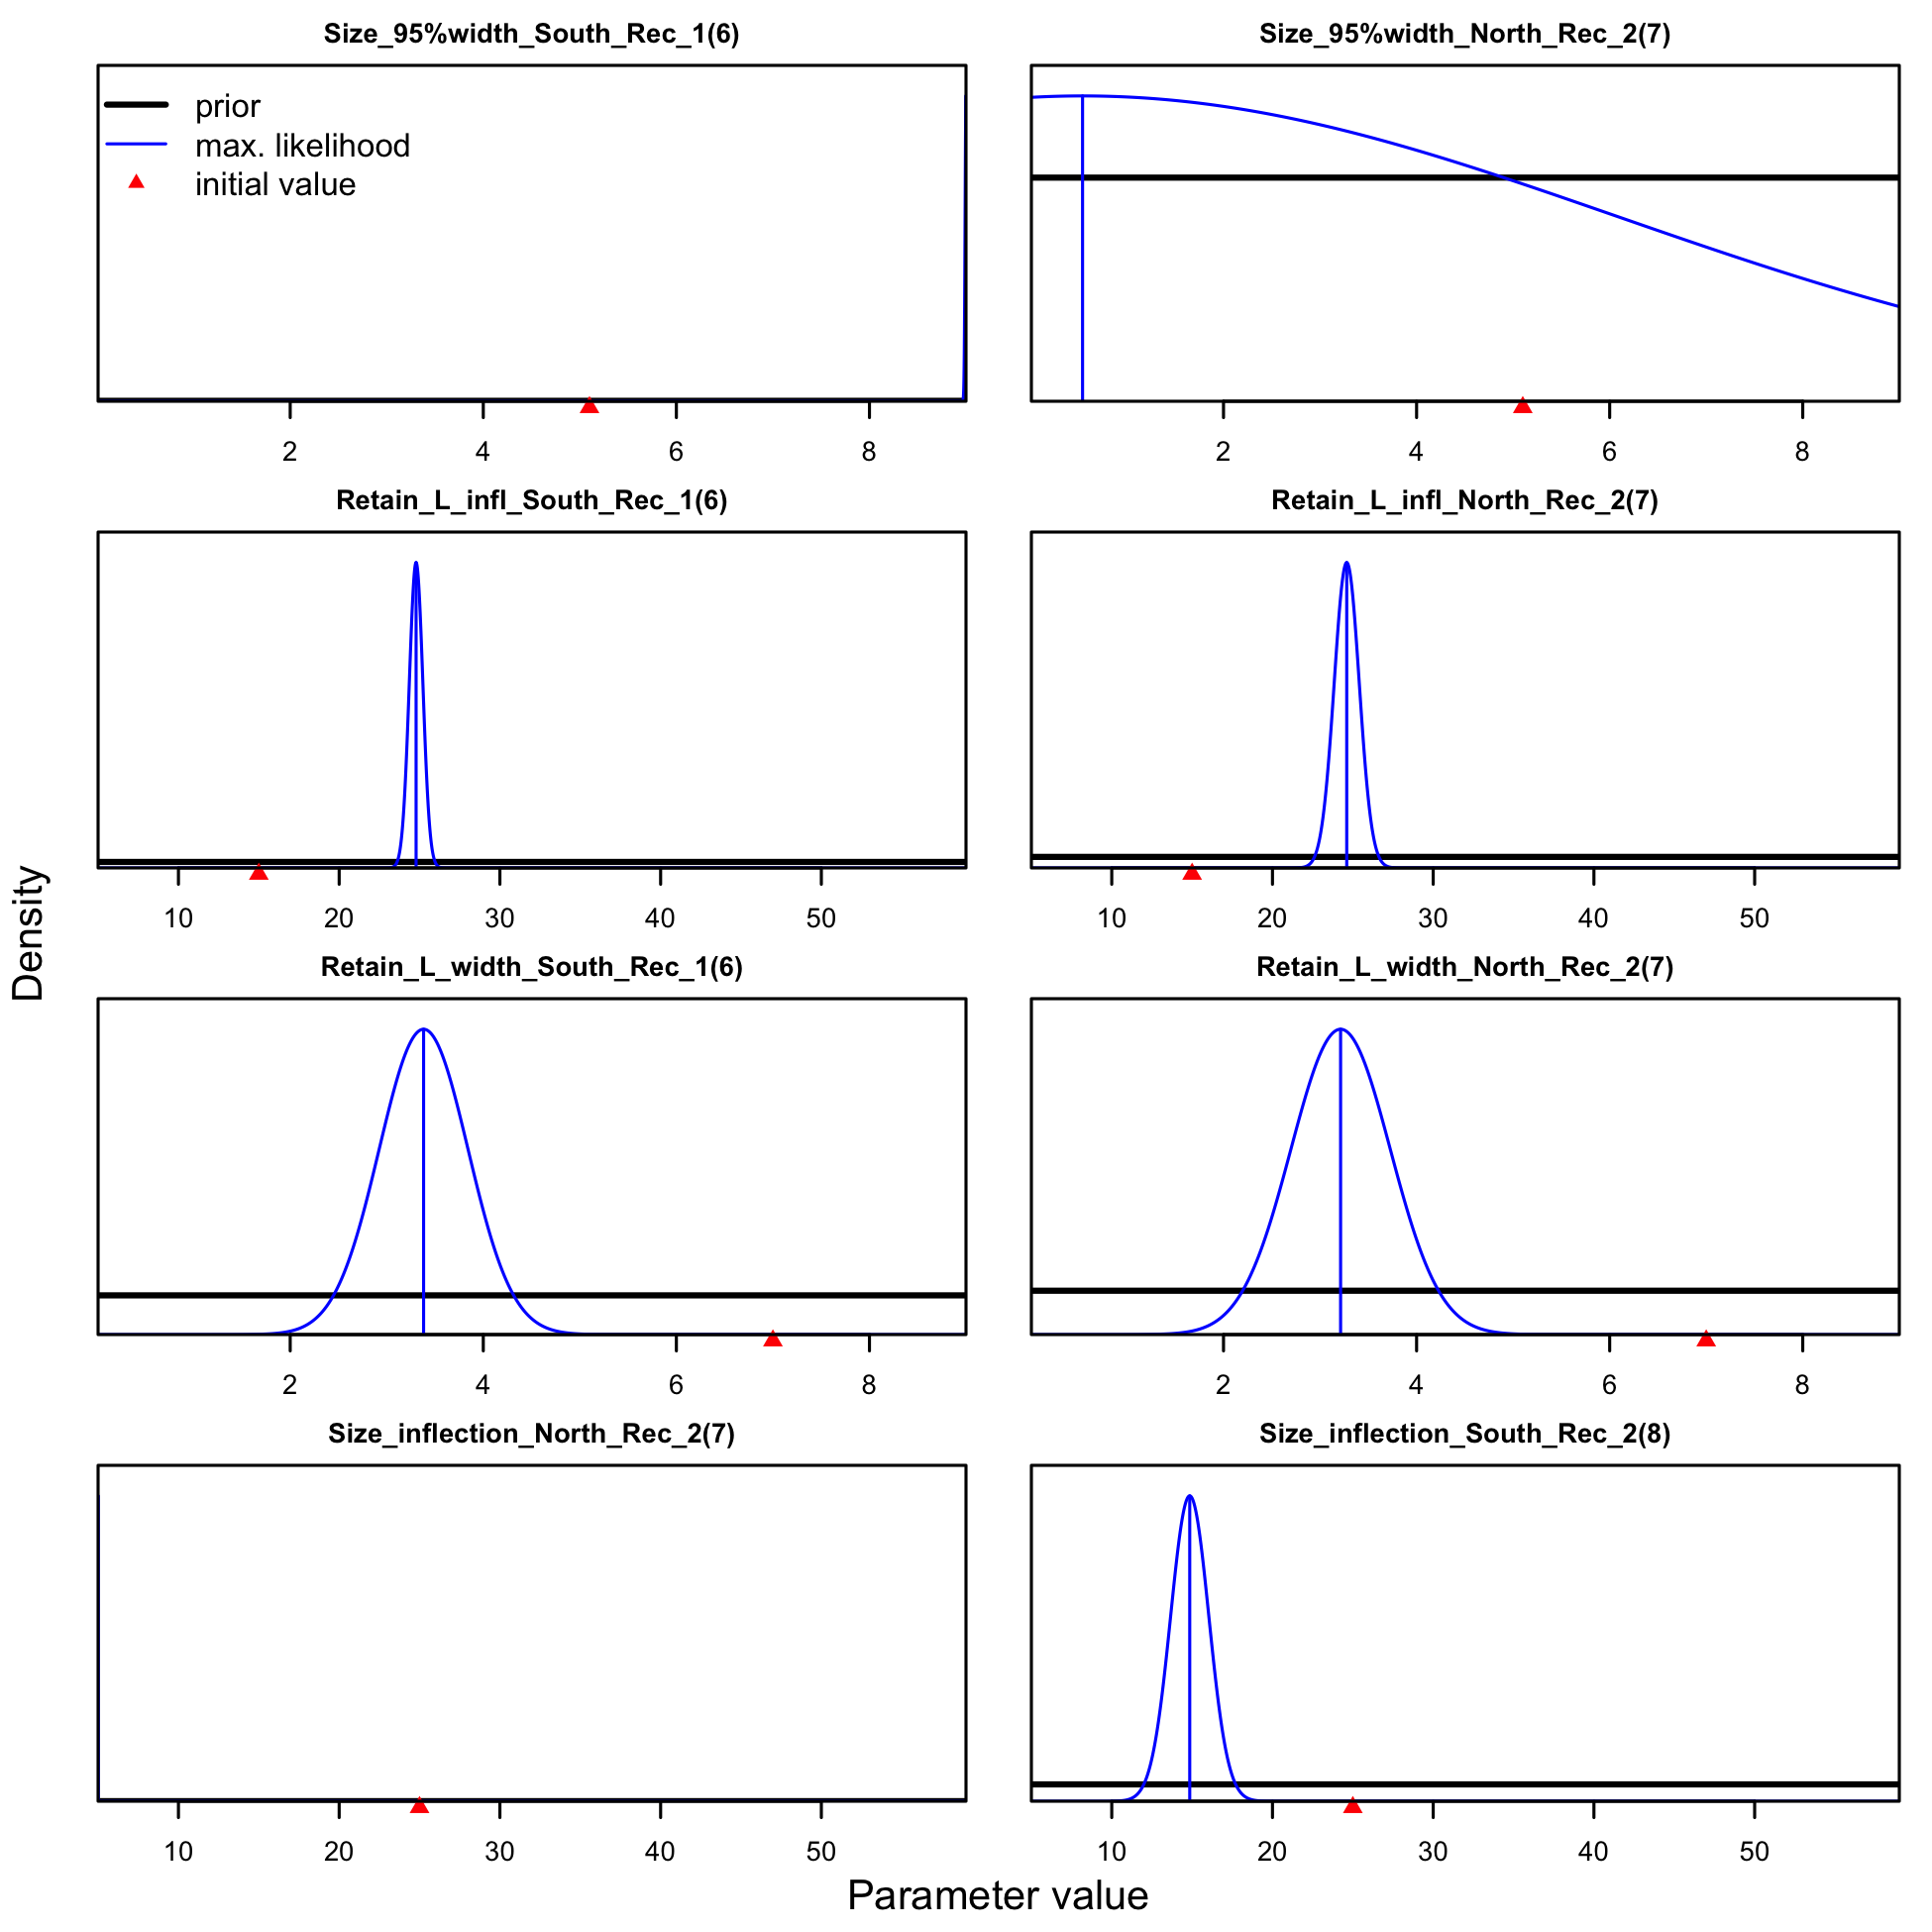 Size_95%width_South_Rec_1(6)
Size_95%width_North_Rec_2(7)
prior
max. likelihood
initial value
2 4 6 8
2 4 6 8
Retain_L_infl_South_Rec_1(6)
Retain_L_infl_North_Rec_2(7)
10 20 30 40 50
10 20 30 40 50
Retain_L_width_South_Rec_1(6)
Retain_L_width_North_Rec_2(7)
2 4 6 8
2 4 6 8
Size_inflection_North_Rec_2(7)
Size_inflection_South_Rec_2(8)
10 20 30 40 50
10 20 30 40 50
Density
Parameter value